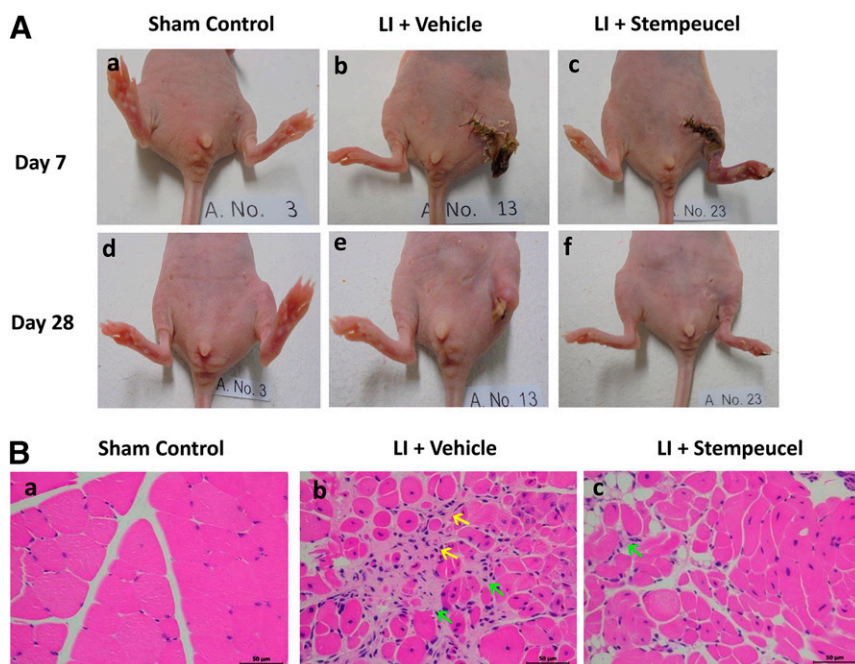 A
Sham Control
LI + Vehicle
LI + Stempeucel
Day 7
a
b
c
A. No. 3
A. No. 13
A. No. 23
Day 28
d
e
f
A. No. 3
A. No. 13
A No. 23
B
Sham Control
LI + Vehicle
LI + Stempeucel
a
b
c
50 µm
50 µm
50 µm